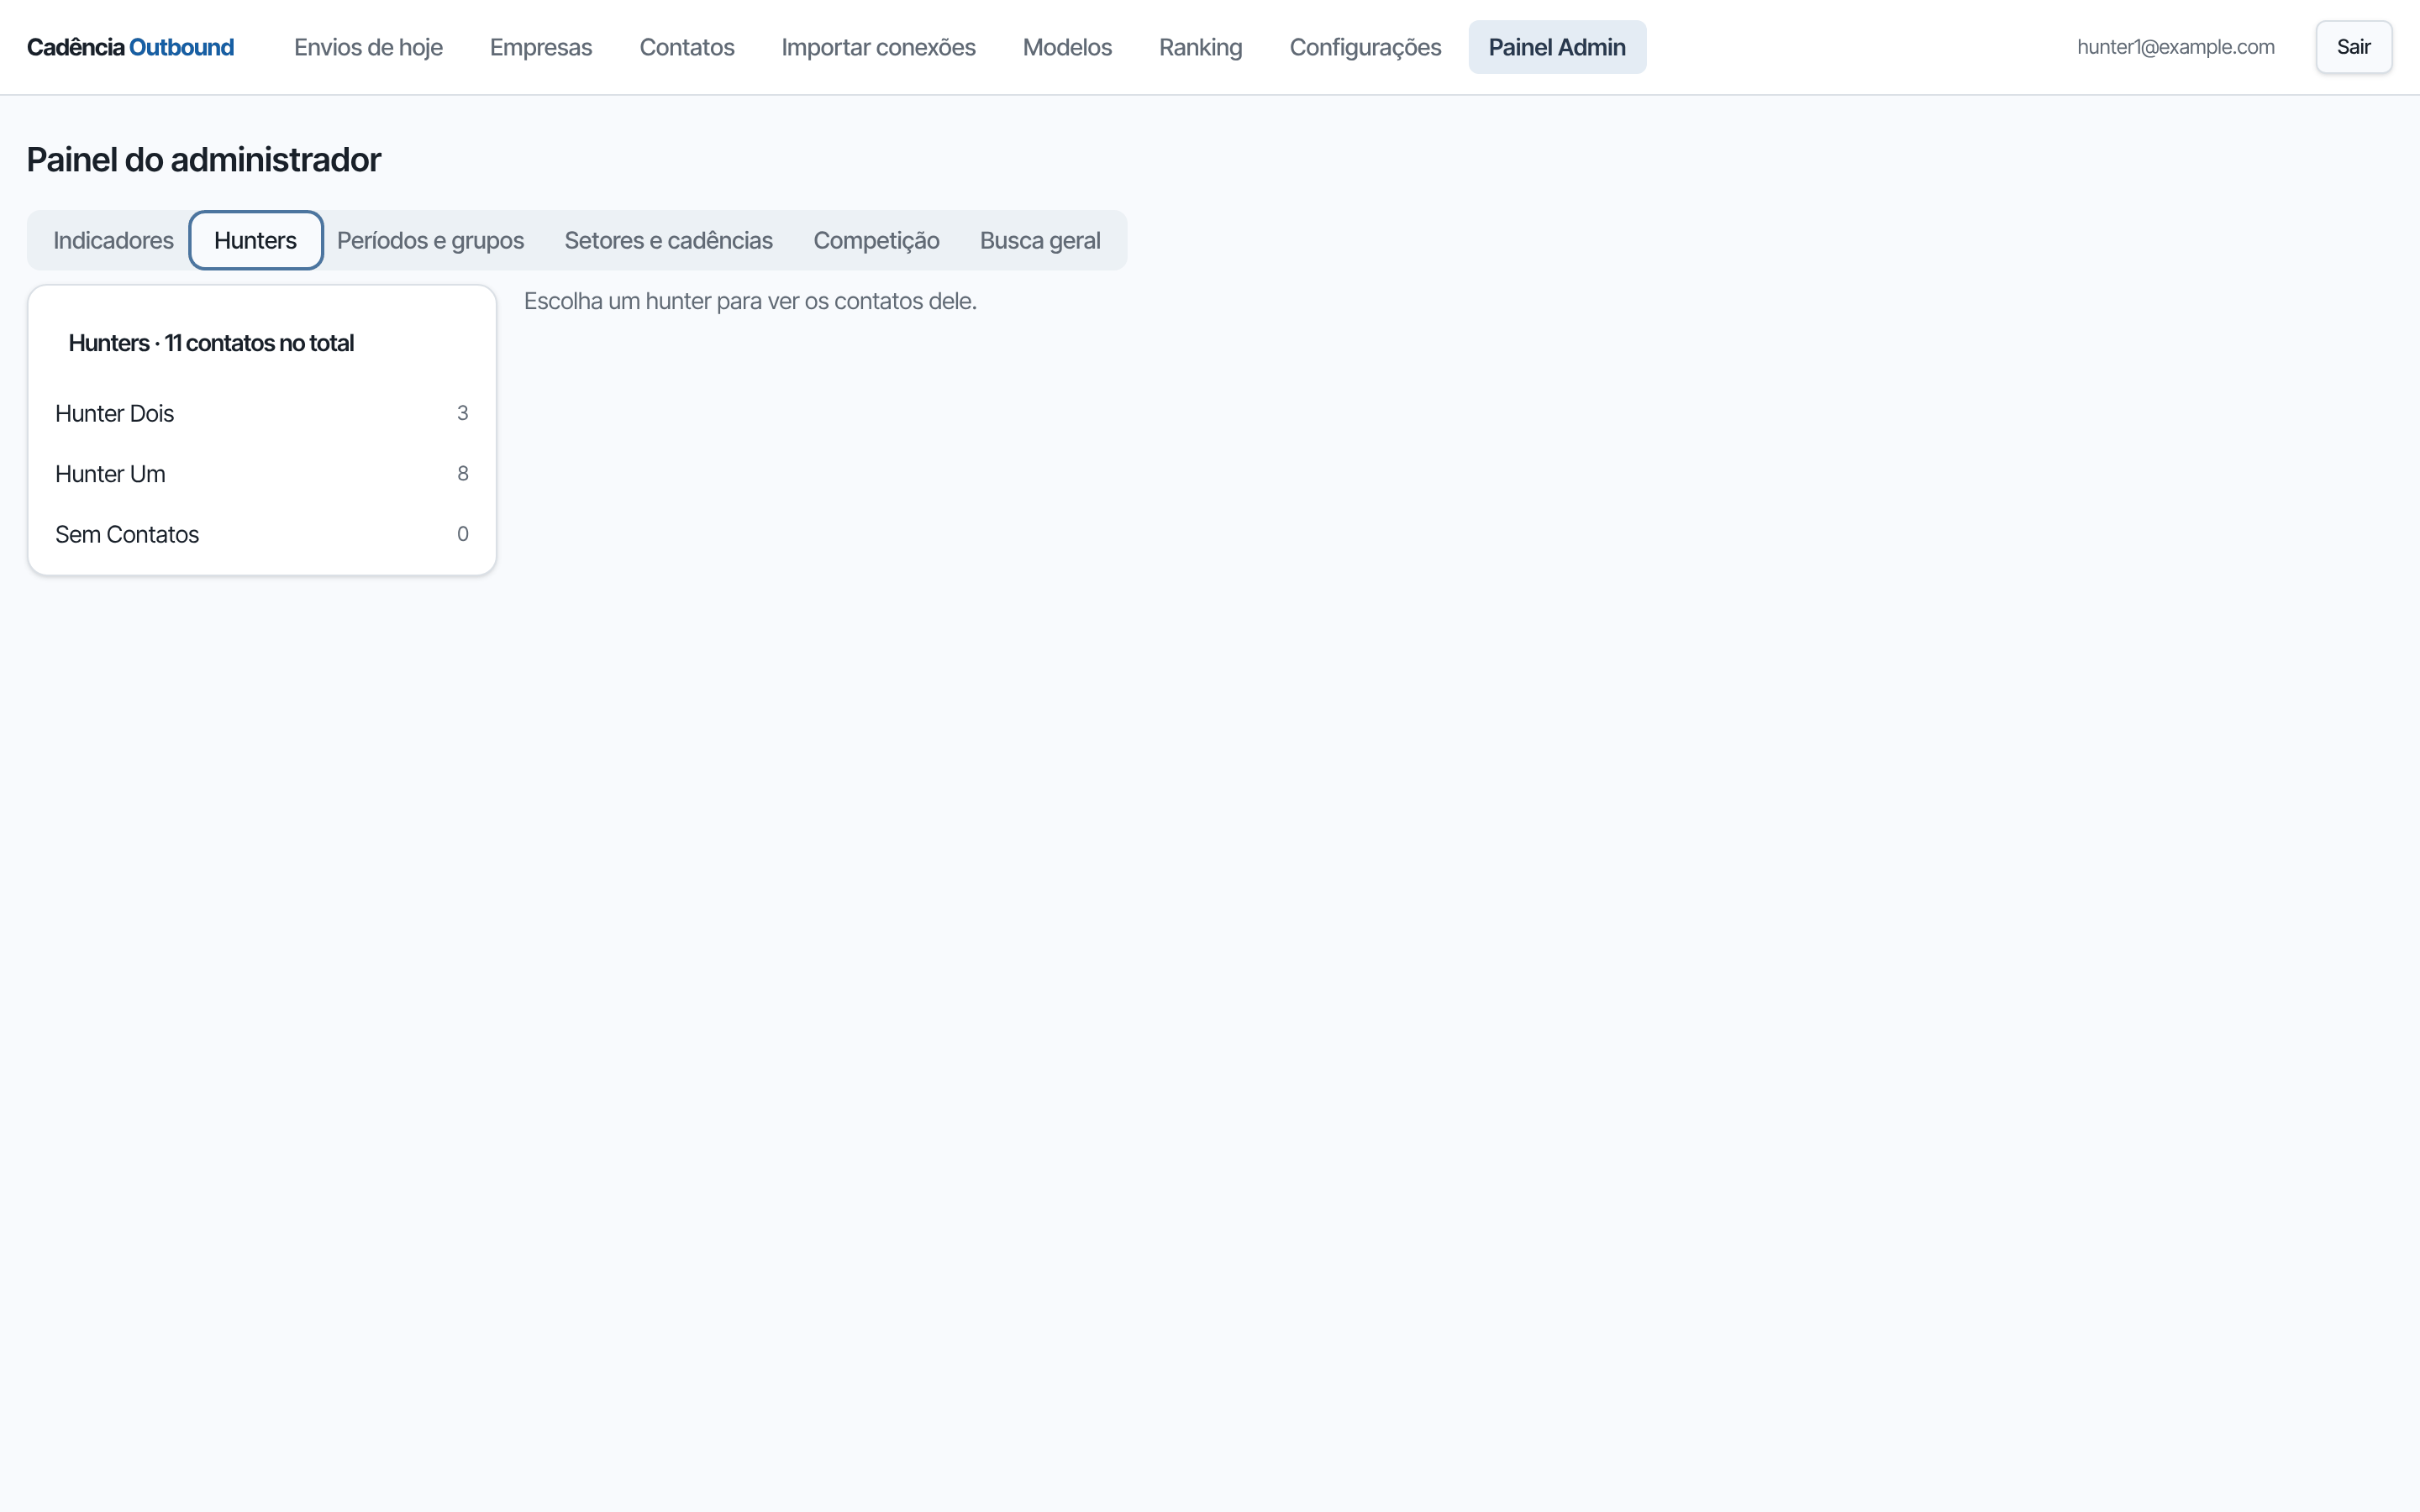 Cadência Outbound Envios de hoje Empresas Contatos Importar conexões Modelos Ranking Configurações Painel Admin hunter1@example.com Sair
Painel do administrador
Indicadores Hunters Períodos e grupos Setores e cadências Competição Busca geral
Hunters · 11 contatos no total
Hunter Dois 3
Hunter Um 8
Sem Contatos 0
Escolha um hunter para ver os contatos dele.